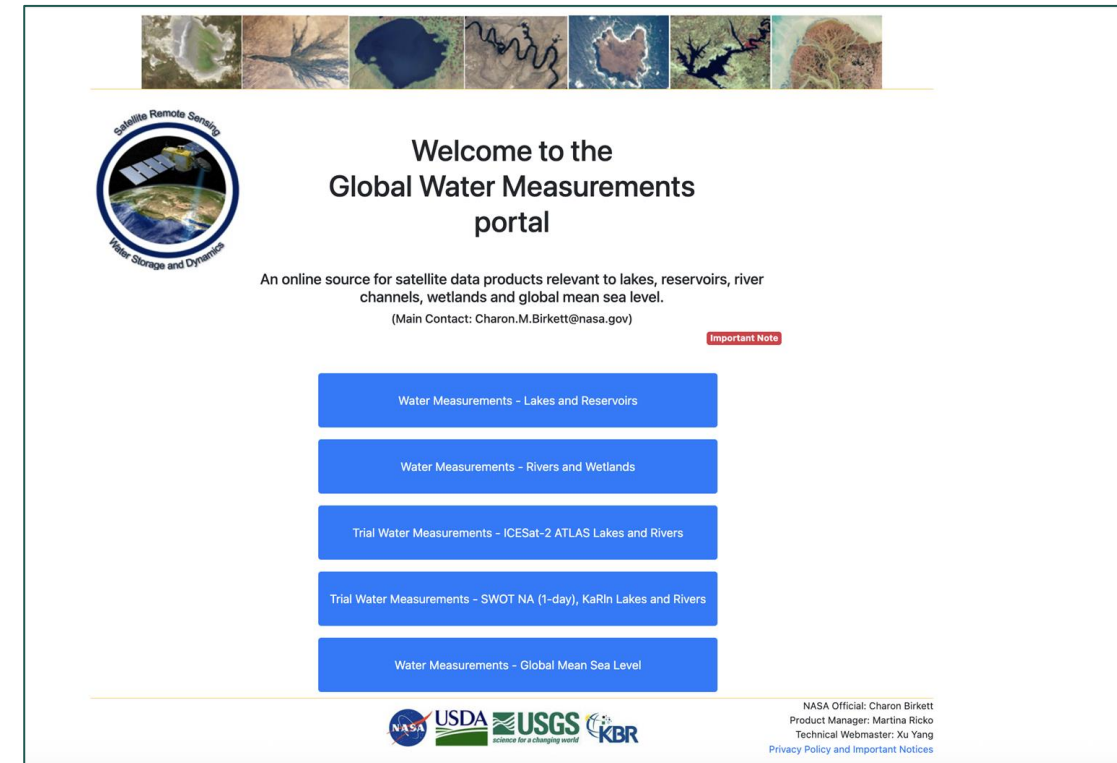 Satellite Remote Sensing
Water Storage and Dynamics
Welcome to the
Global Water Measurements
portal
An online source for satellite data products relevant to lakes, reservoirs, river
channels, wetlands and global mean sea level.
(Main Contact: Charon.M.Birkett@nasa.gov)
Important Note
Water Measurements - Lakes and Reservoirs
Water Measurements - Rivers and Wetlands
Trial Water Measurements - ICESat-2 ATLAS Lakes and Rivers
Trial Water Measurements - SWOT NA (1-day), KaRIn Lakes and Rivers
Water Measurements - Global Mean Sea Level
NASA
USDA
USGS
science for a changing world
KBR
NASA Official: Charon Birkett
Product Manager: Martina Ricko
Technical Webmaster: Xu Yang
Privacy Policy and Important Notices